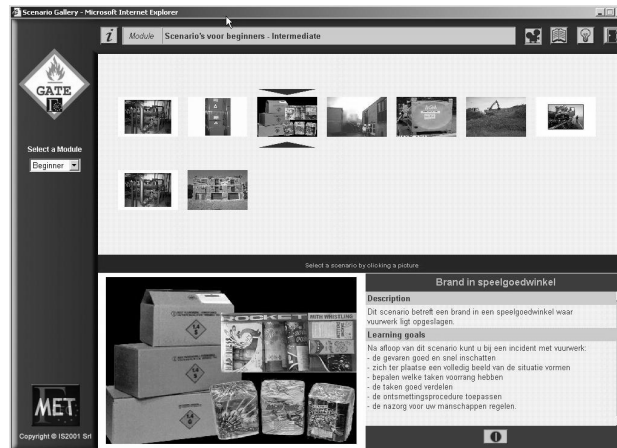 Scenario Gallery - Microsoft Internet Explorer
i Module Scenario's voor beginners - Intermediate
GATE
Select a Module
Beginner
Select a scenario by clicking a picture
Brand in speelgoedwinkel
Description
Dit scenario betreft een brand in een speelgoedwinkel waar
vuurwerk ligt opgeslagen.
Learning goals
Na afloop van dit scenario kunt u bij een incident met vuurwerk:
- de gevaren goed en snel inschatten
- zich ter plaatse een volledig beeld van de situatie vormen
- bepalen welke taken voorrang hebben
- de taken goed verdelen
- de ontsmettingsprocedure toepassen
- de nazorg voor uw manschappen regelen.
ROCKET
WITH WHISTLING
MET
Copyright © IS2001 Srl